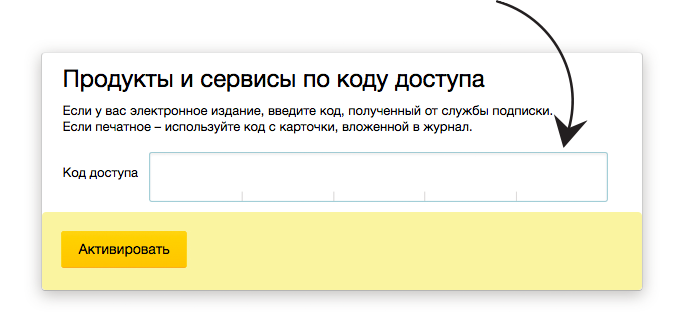 Продукты и сервисы по коду доступа
Если у вас электронное издание, введите код, полученный от службы подписки.
Если печатное – используйте код с карточки, вложенной в журнал.
Код доступа
Активировать